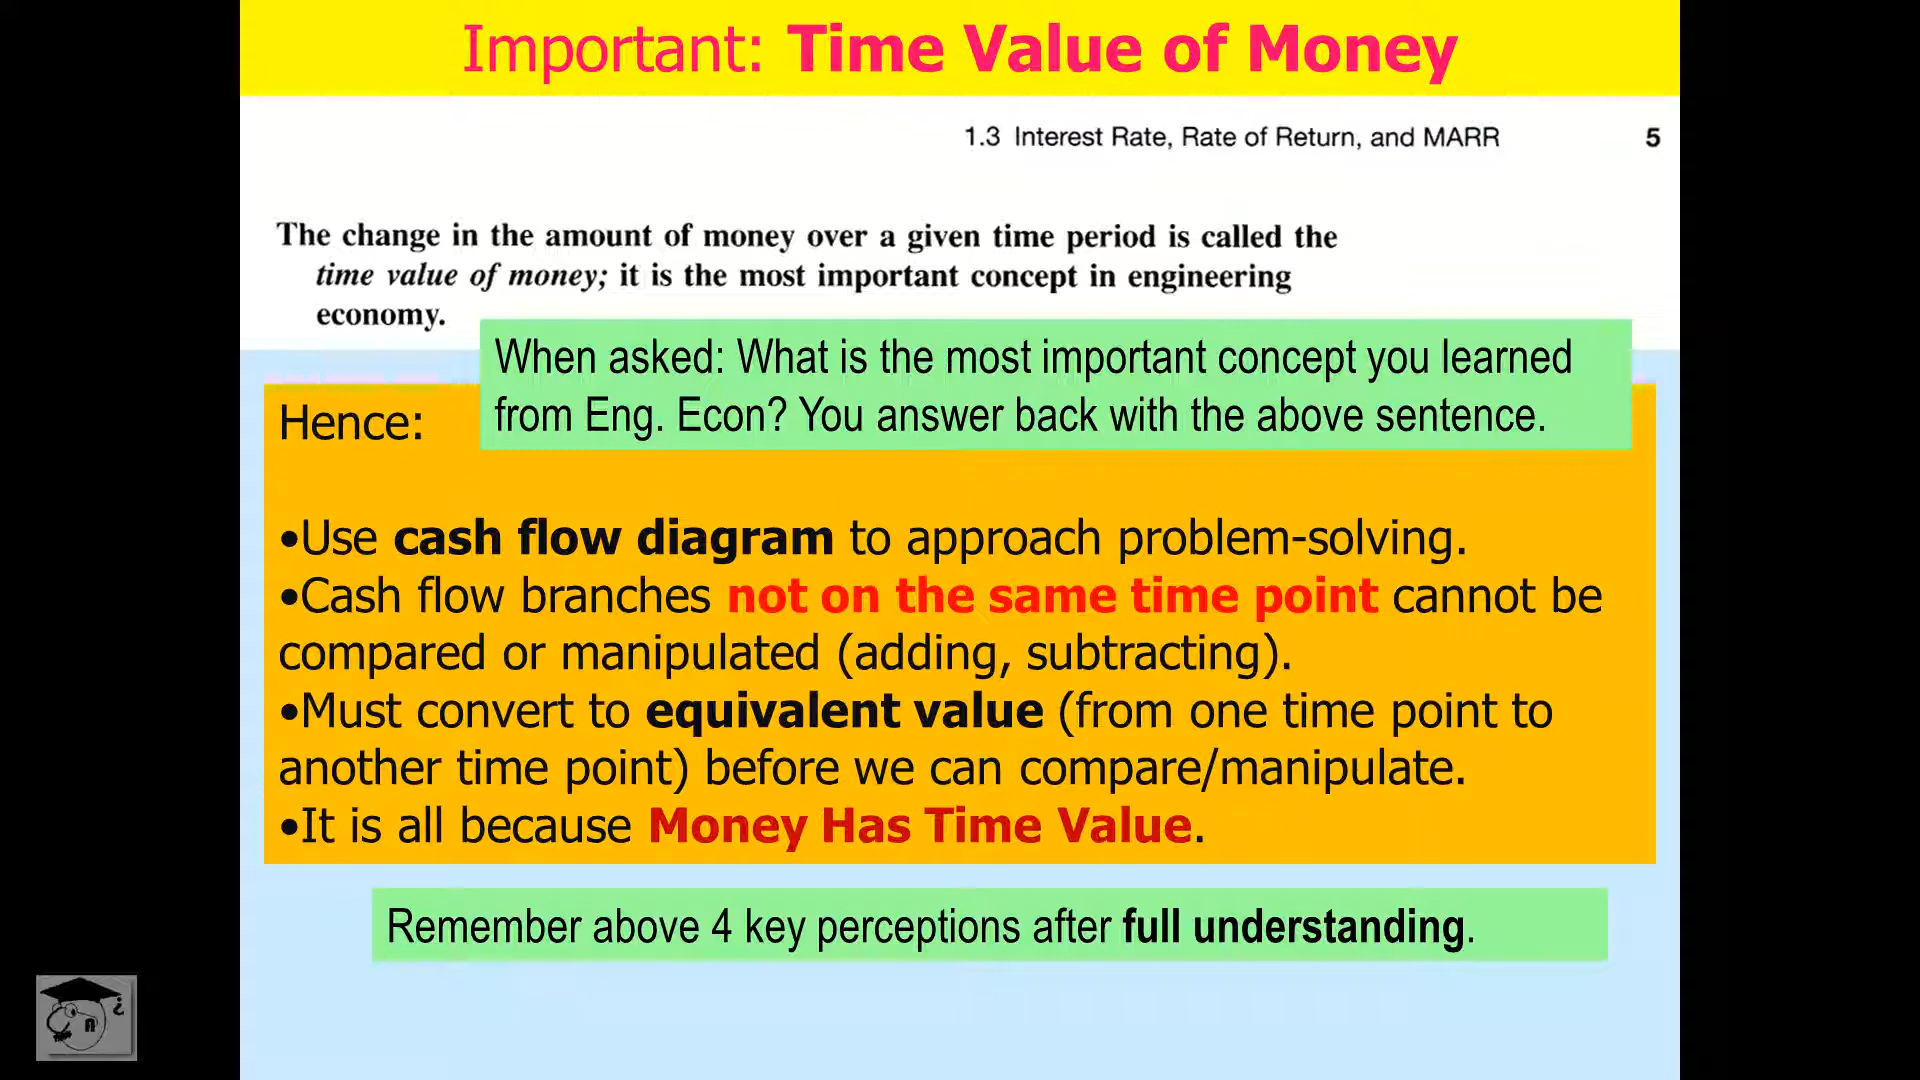 Important: Time Value of Money
1.3 Interest Rate, Rate of Return, and MARR 5
The change in the amount of money over a given time period is called the
time value of money; it is the most important concept in engineering
economy.
When asked: What is the most important concept you learned
from Eng. Econ? You answer back with the above sentence.
Hence:
•Use cash flow diagram to approach problem-solving.
•Cash flow branches not on the same time point cannot be
compared or manipulated (adding, subtracting).
•Must convert to equivalent value (from one time point to
another time point) before we can compare/manipulate.
•It is all because Money Has Time Value.
Remember above 4 key perceptions after full understanding.